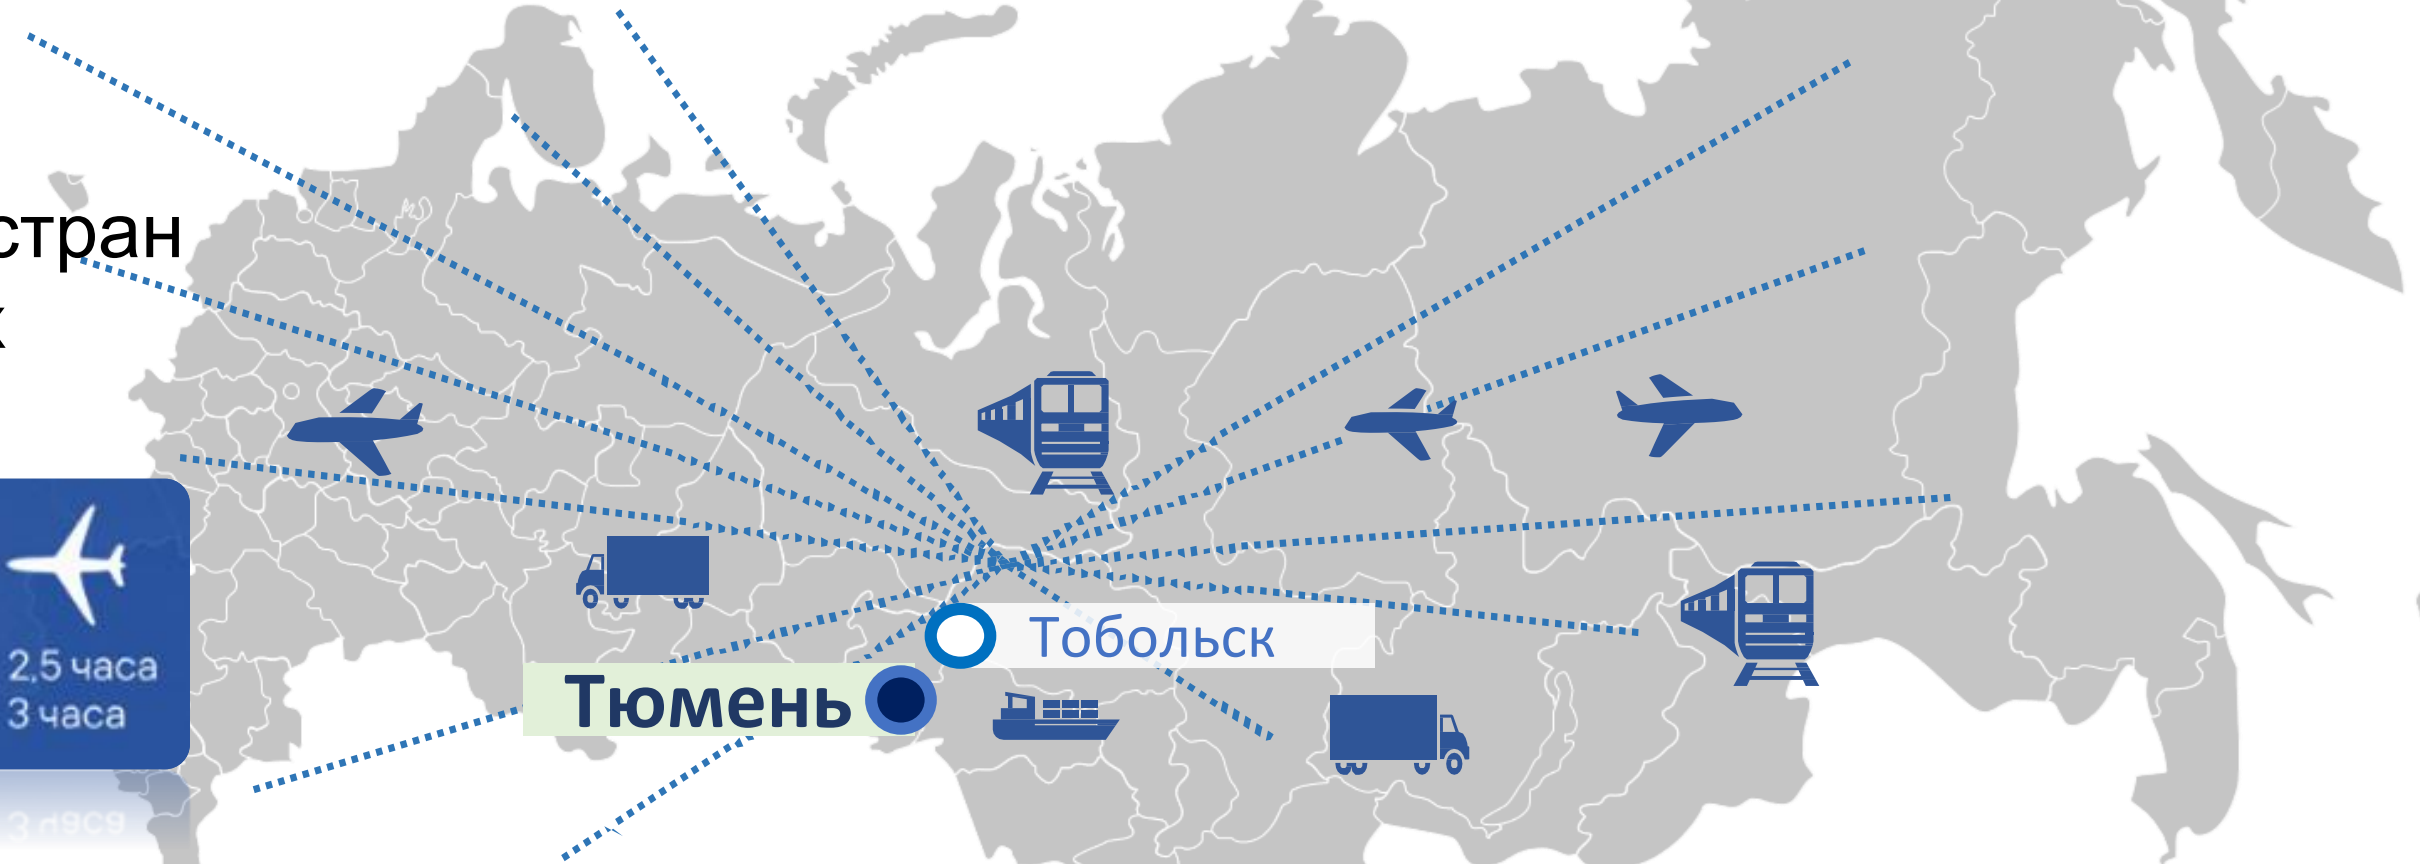 стран
х
Тобольск
Тюмень
2,5 часа
3 часа